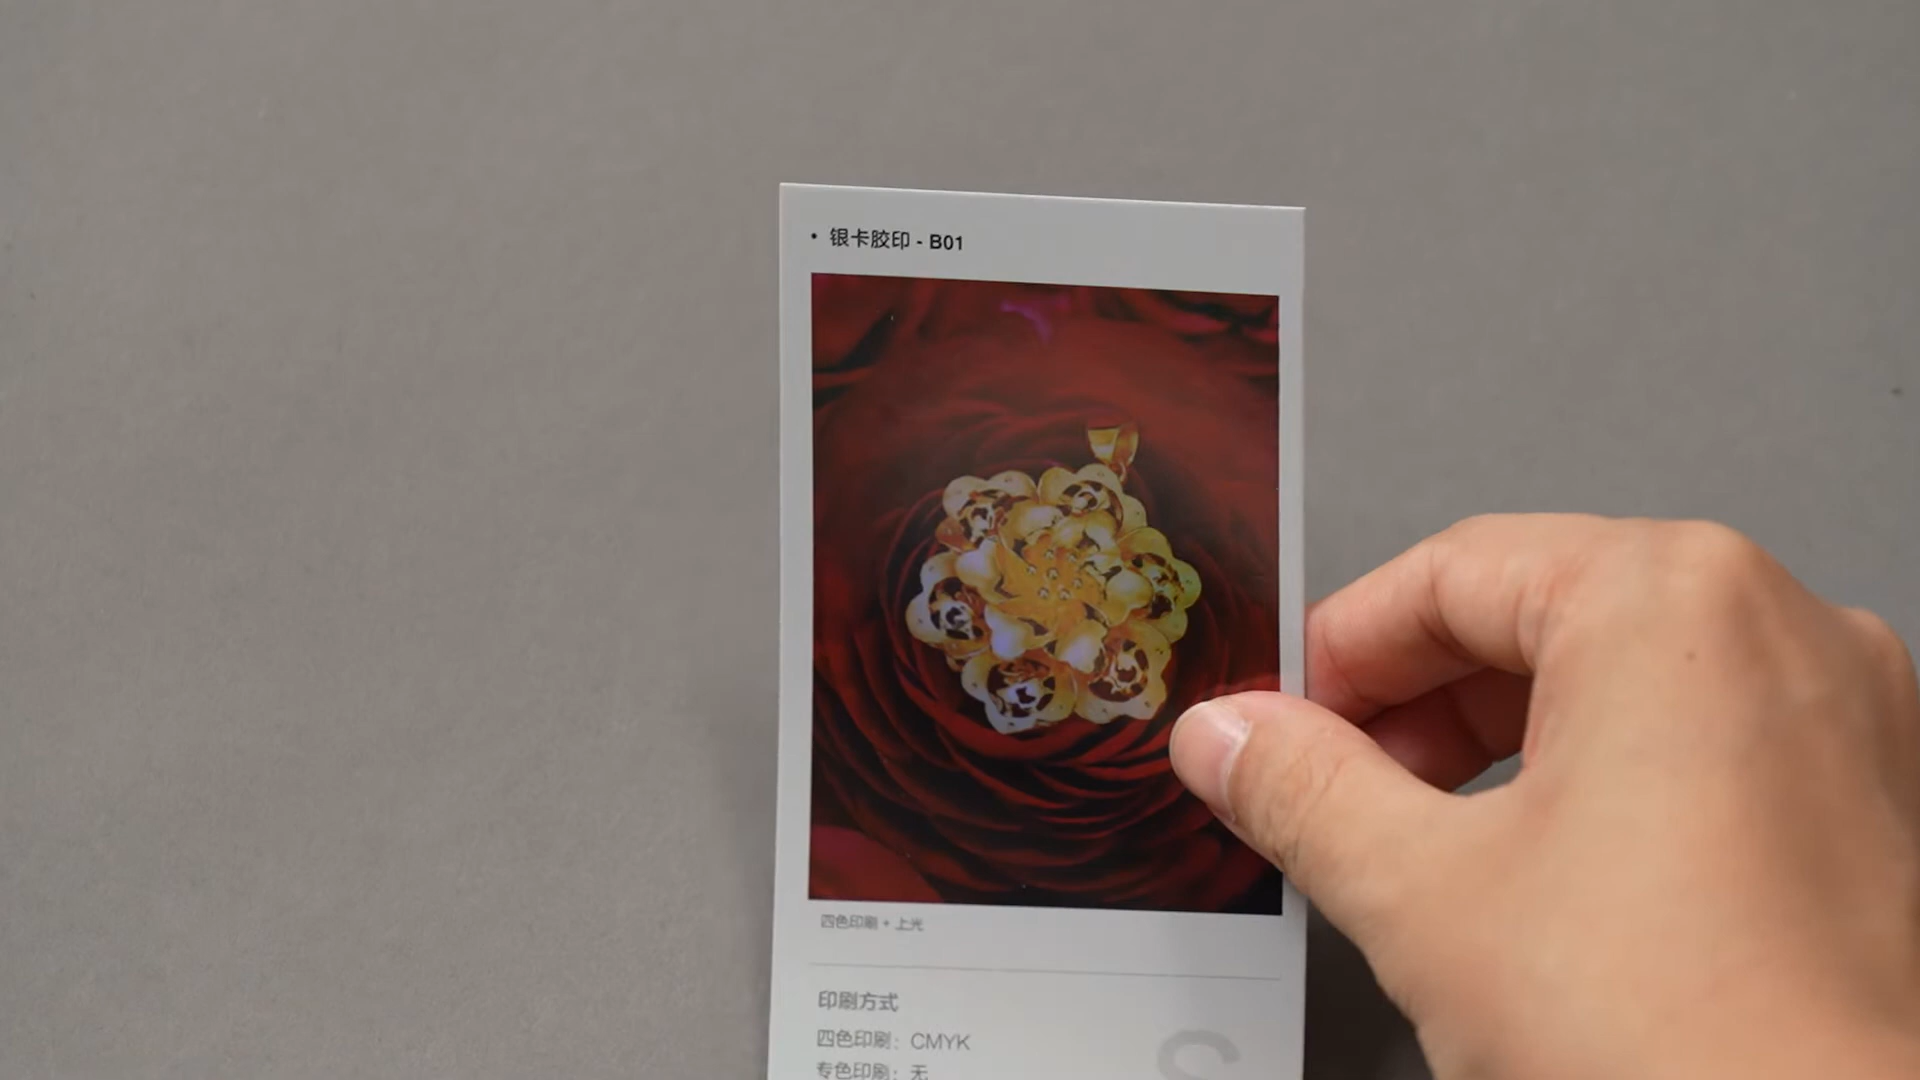 • 银卡胶印 - B01
四色印刷 + 上光
印刷方式
四色印刷：CMYK
专色印刷：无
S